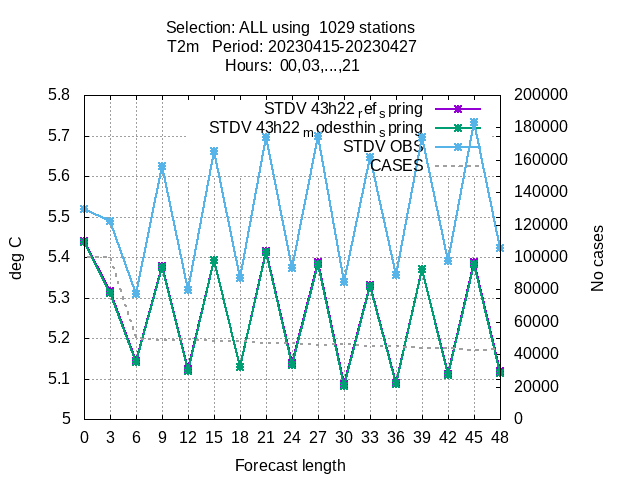 Selection: ALL using  1029 stations
T2m   Period: 20230415-20230427
Hours:  00,03,...,21
STDV 43h22_ref_spring
STDV 43h22_modesthin_spring
STDV OBS
CASES
5.8
5.7
5.6
5.5
5.4
5.3
5.2
5.1
5
200000
180000
160000
140000
120000
100000
80000
60000
40000
20000
0
deg C
No cases
0 3 6 9 12 15 18 21 24 27 30 33 36 39 42 45 48
Forecast length